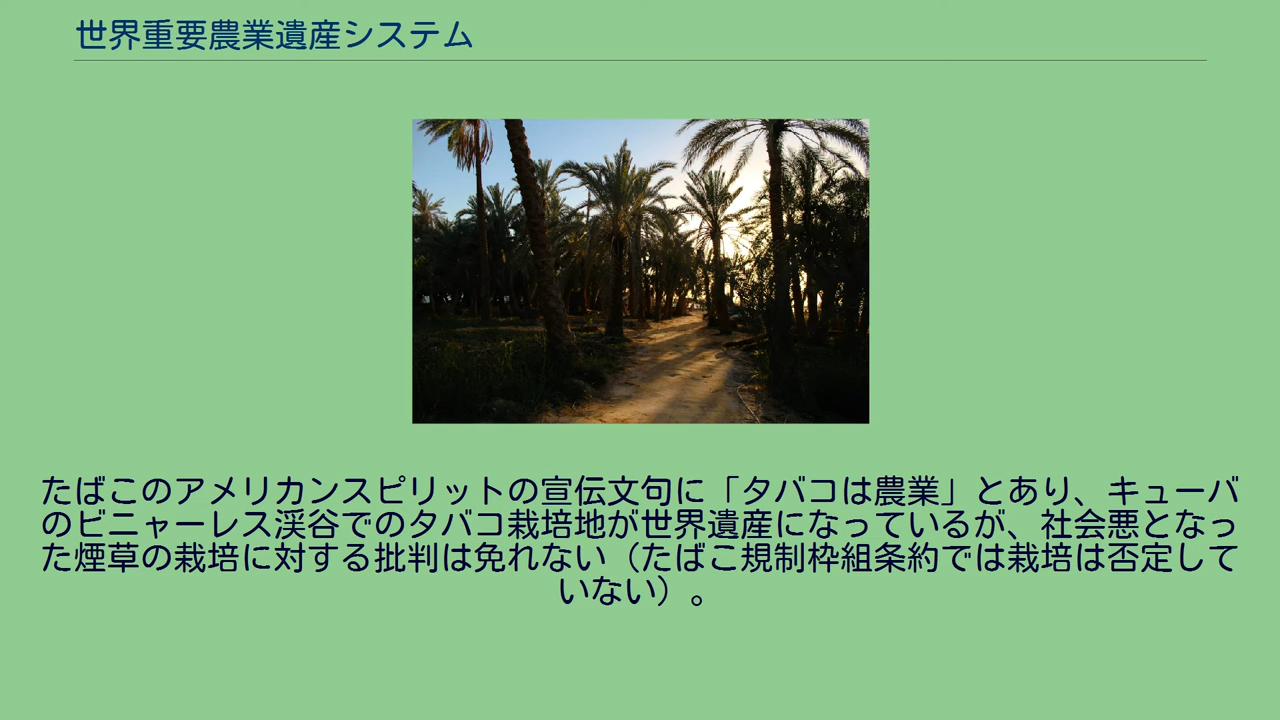 世界重要農業遺産システム
たばこのアメリカンスピリットの宣伝文句に「タバコは農業」とあり、キューバ
のビニャーレス渓谷でのタバコ栽培地が世界遺産になっているが、社会悪となっ
た煙草の栽培に対する批判は免れない（たばこ規制枠組条約では栽培は否定して
いない）。